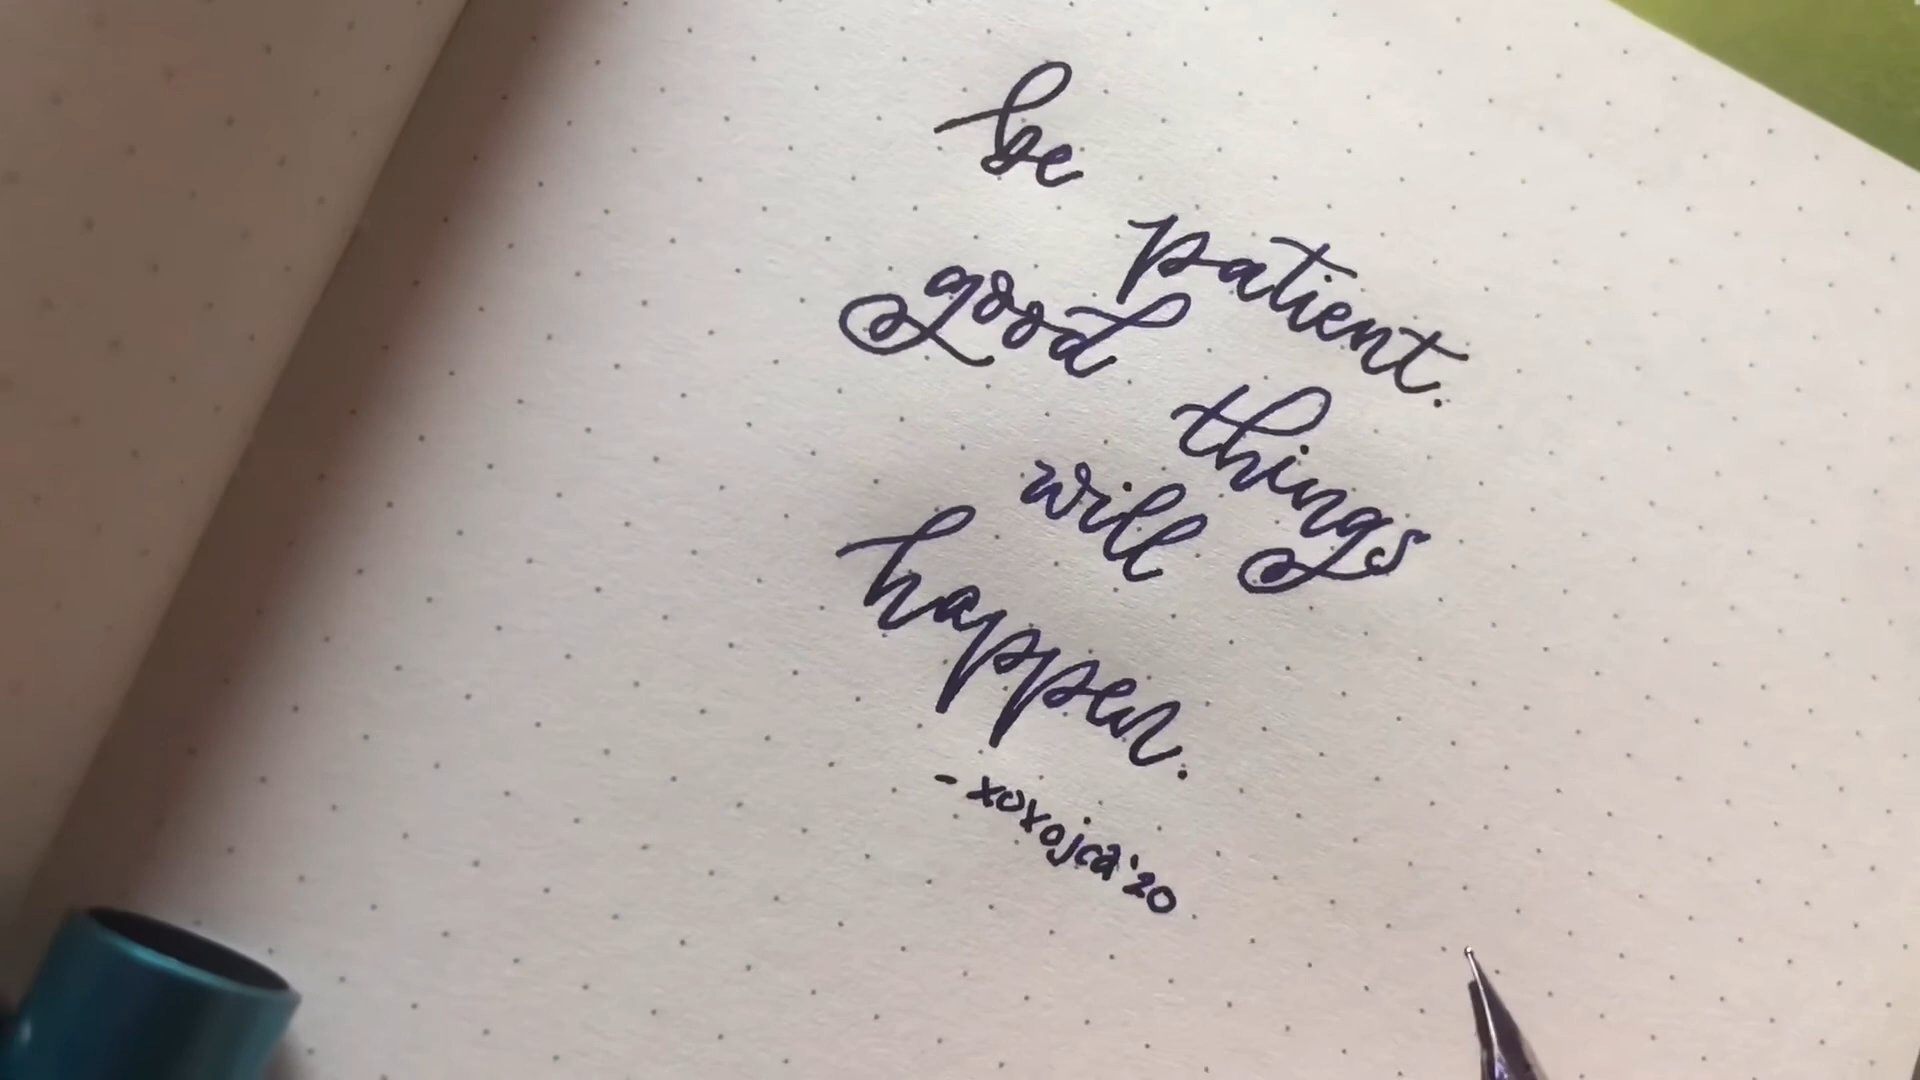 be
patient.
good
things
will
happen.
- xoxojca '20